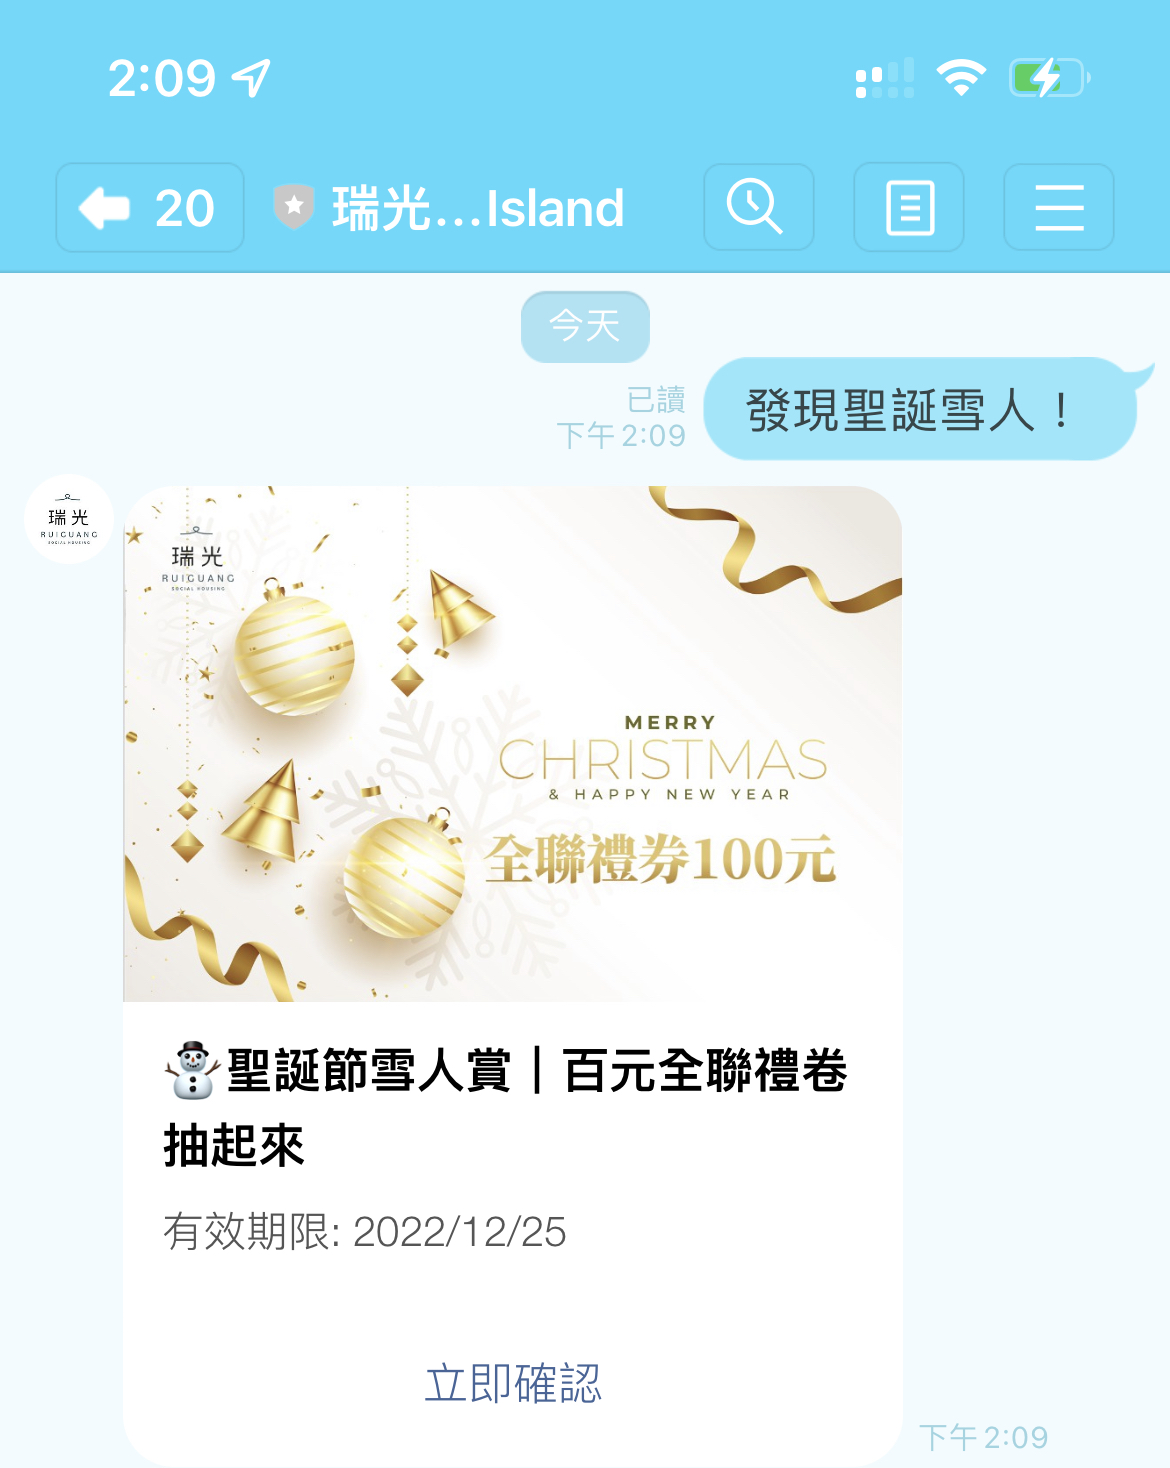 2:09
20
瑞光...Island
今天
發現聖誕雪人！
已讀
下午 2:09
瑞光
RUIGUANG
SOCIAL HOUSING
瑞光
RUIGUANG
SOCIAL HOUSING
MERRY
CHRISTMAS
& HAPPY NEW YEAR
全聯禮券100元
⛄聖誕節雪人賞｜百元全聯禮卷
抽起來
有效期限: 2022/12/25
立即確認
下午 2:09